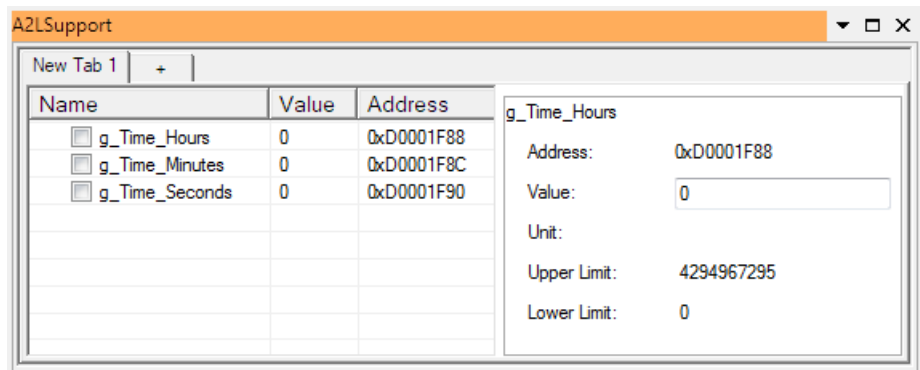 A2LSupport
New Tab 1 +
Name Value Address
g_Time_Hours 0 0xD0001F88
g_Time_Minutes 0 0xD0001F8C
g_Time_Seconds 0 0xD0001F90
g_Time_Hours
Address: 0xD0001F88
Value: 0
Unit:
Upper Limit: 4294967295
Lower Limit: 0